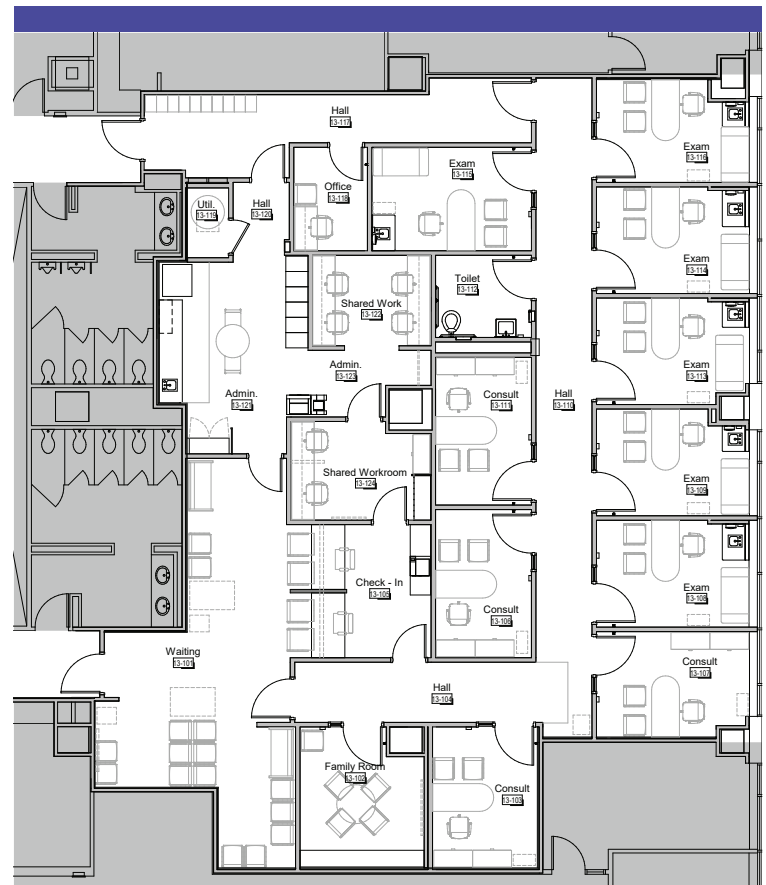 Hall
13-117
Exam
13-116
Exam
13-115
Office
13-118
Util.
13-119
Hall
13-120
Exam
13-114
Toilet
13-112
Shared Work
13-122
Admin.
13-123
Exam
13-113
Admin.
13-121
Consult
13-111
Hall
13-110
Shared Workroom
13-124
Exam
13-109
Check - In
13-105
Consult
13-106
Exam
13-108
Waiting
13-101
Consult
13-107
Hall
13-104
Family Room
13-102
Consult
13-103